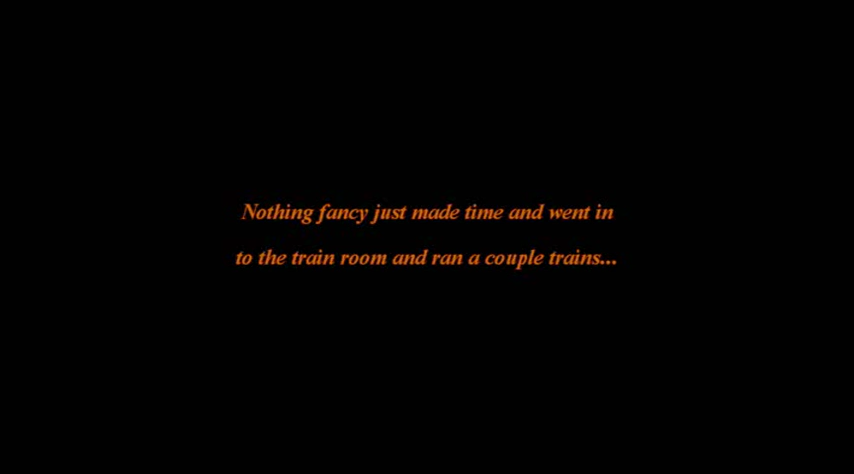 Nothing fancy just made time and went in
to the train room and ran a couple trains...